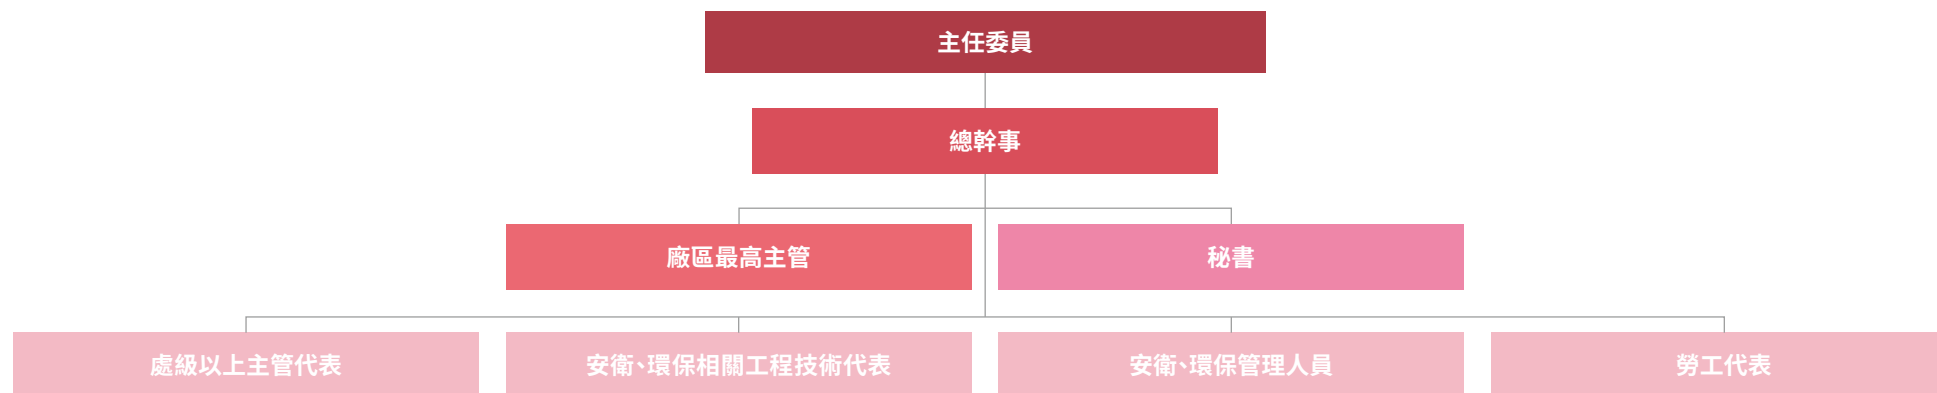 主任委員
總幹事
廠區最高主管
秘書
處級以上主管代表
安衛、環保相關工程技術代表
安衛、環保管理人員
勞工代表